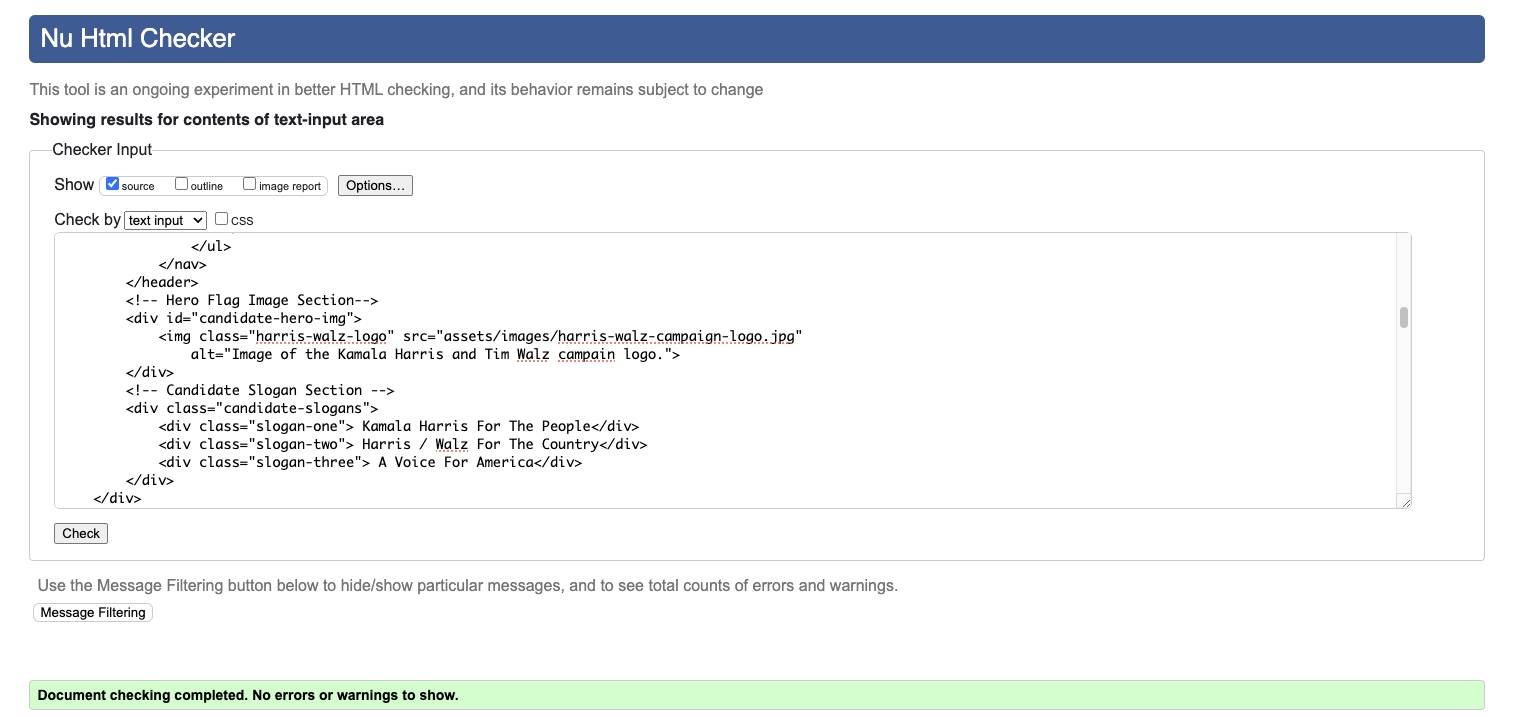 Nu Html Checker
This tool is an ongoing experiment in better HTML checking, and its behavior remains subject to change
Showing results for contents of text-input area
Checker Input
Show source outline image report Options…
Check by text input CSS
</ul>
</nav>
</header>
<!-- Hero Flag Image Section-->
<div id="candidate-hero-img">
<img class="harris-walz-logo" src="assets/images/harris-walz-campaign-logo.jpg"
alt="Image of the Kamala Harris and Tim Walz campain logo.">
</div>
<!-- Candidate Slogan Section -->
<div class="candidate-slogans">
<div class="slogan-one"> Kamala Harris For The People</div>
<div class="slogan-two"> Harris / Walz For The Country</div>
<div class="slogan-three"> A Voice For America</div>
</div>
</div>
Check
Use the Message Filtering button below to hide/show particular messages, and to see total counts of errors and warnings.
Message Filtering
Document checking completed. No errors or warnings to show.